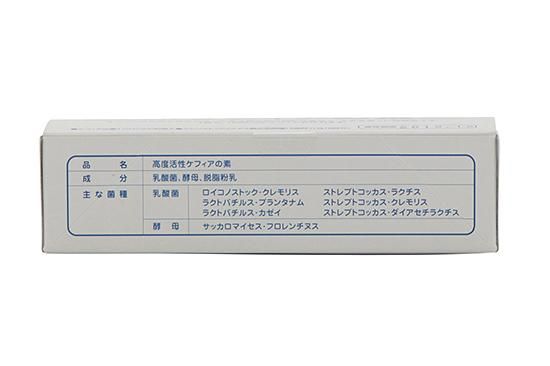 品名 高度活性ケフィアの素
成分 乳酸菌、酵母、脱脂粉乳
主な菌種 乳酸菌 ロイコノストック・クレモリス ストレプトコッカス・ラクチス
ラクトバチルス・プランタナム ストレプトコッカス・クレモリス
ラクトバチルス・カゼイ ストレプトコッカス・ダイアセチラクチス
酵母 サッカロマイセス・フロレンチヌス